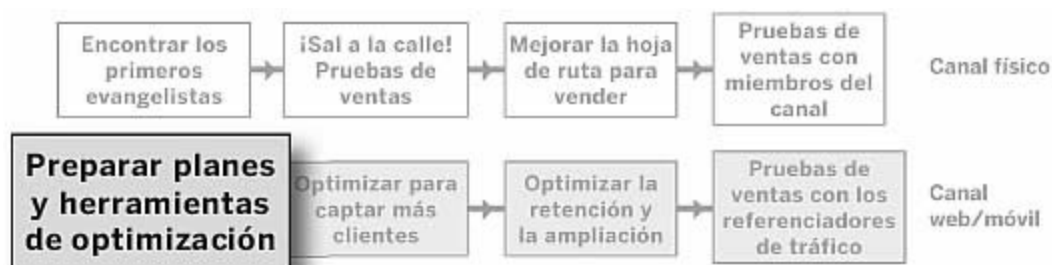 Encontrar los
primeros
evangelistas
¡Sal a la calle!
Pruebas de
ventas
Mejorar la hoja
de ruta para
vender
Pruebas de
ventas con
miembros del
canal
Canal físico
Preparar planes
y herramientas
de optimización
Optimizar para
captar más
clientes
Optimizar la
retención y
la ampliación
Pruebas de
ventas con los
referenciadores
de tráfico
Canal
web/móvil